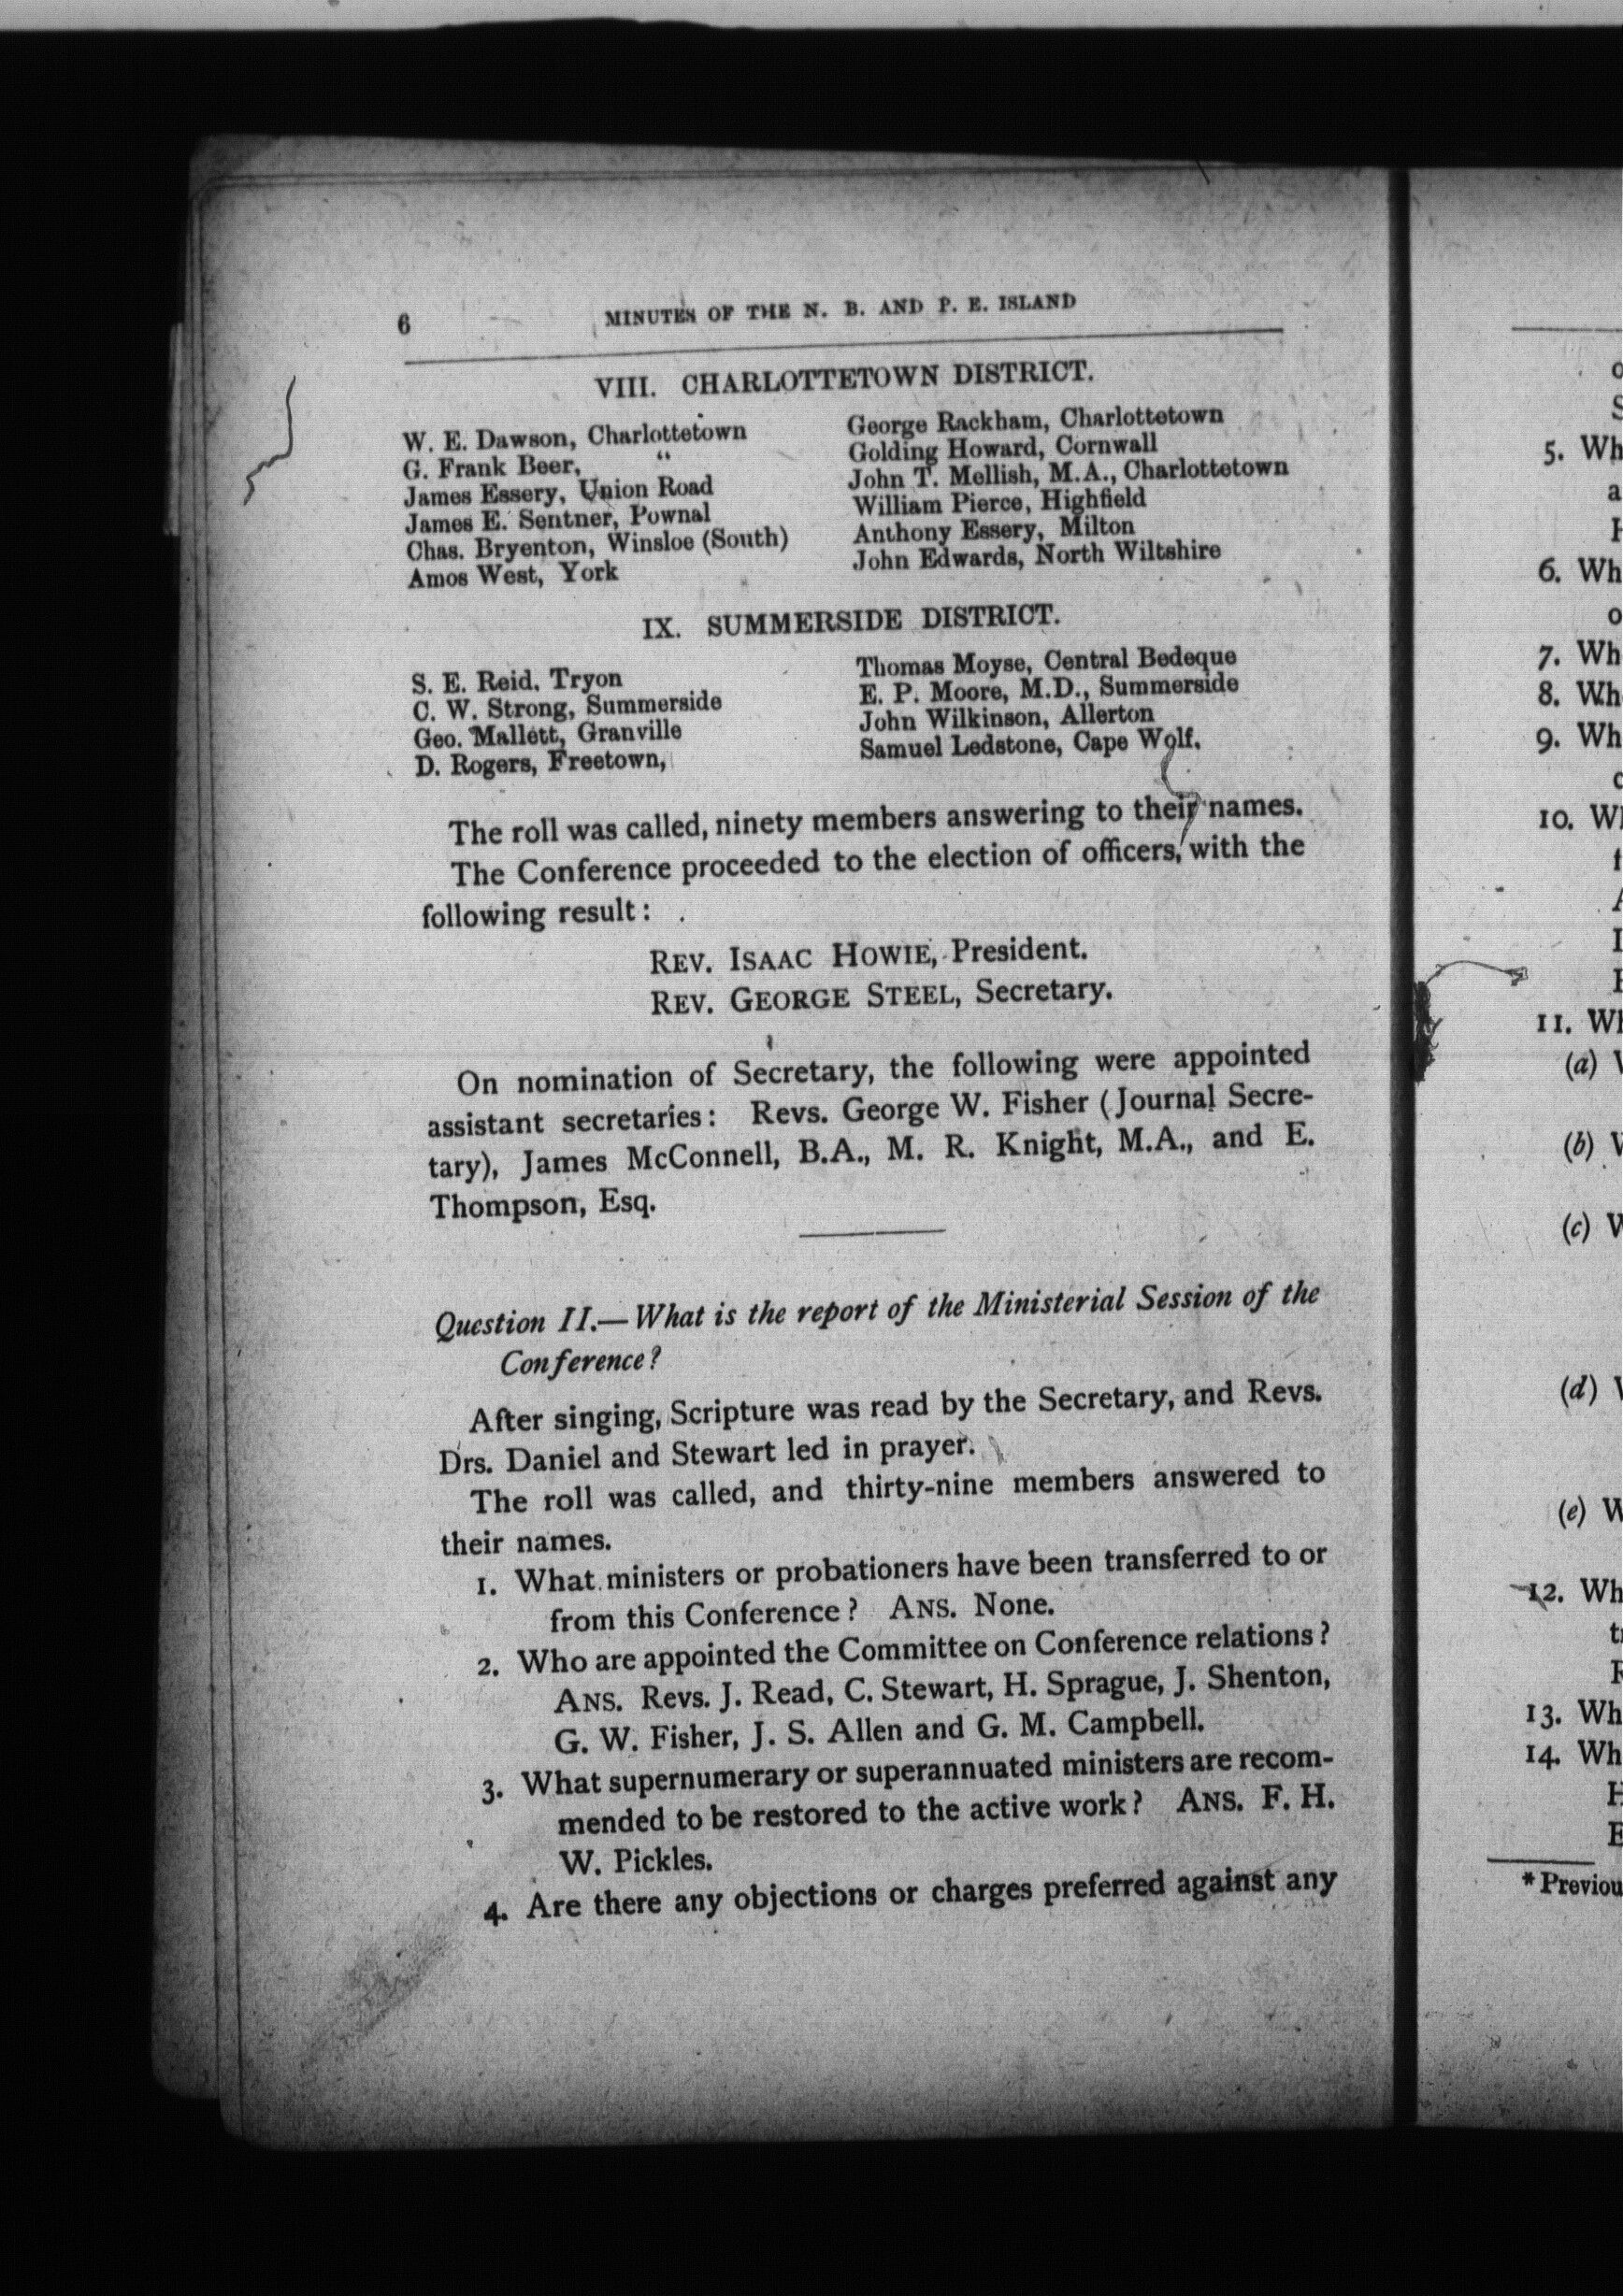 6 MINUTES OF THE N. B. AND P. E. ISLAND
VIII. CHARLOTTETOWN DISTRICT.
W. E. Dawson, Charlottetown
G. Frank Beer, “
James Essery, Union Road
James E. Sentner, Pownal
Chas. Bryenton, Winsloe (South)
Amos West, York
George Rackham, Charlottetown
Golding Howard, Cornwall
John T. Mellish, M.A., Charlottetown
William Pierce, Highfield
Anthony Essery, Milton
John Edwards, North Wiltshire
IX. SUMMERSIDE DISTRICT.
S. E. Reid, Tryon
C. W. Strong, Summerside
Geo. Mallett, Granville
D. Rogers, Freetown,
Thomas Moyse, Central Bedeque
E. P. Moore, M.D., Summerside
John Wilkinson, Allerton
Samuel Ledstone, Cape Wolf.
The roll was called, ninety members answering to their names.
The Conference proceeded to the election of officers, with the
following result:
REV. ISAAC HOWIE, President.
REV. GEORGE STEEL, Secretary.
On nomination of Secretary, the following were appointed
assistant secretaries: Revs. George W. Fisher (Journal Secre-
tary), James McConnell, B.A., M. R. Knight, M.A., and E.
Thompson, Esq.
Question II.—What is the report of the Ministerial Session of the
Conference?
After singing, Scripture was read by the Secretary, and Revs.
Drs. Daniel and Stewart led in prayer.
The roll was called, and thirty-nine members answered to
their names.
1. What ministers or probationers have been transferred to or
from this Conference? ANS. None.
2. Who are appointed the Committee on Conference relations?
ANS. Revs. J. Read, C. Stewart, H. Sprague, J. Shenton,
G. W. Fisher, J. S. Allen and G. M. Campbell.
3. What supernumerary or superannuated ministers are recom-
mended to be restored to the active work? ANS. F. H.
W. Pickles.
4. Are there any objections or charges preferred against any
5. Wh
6. Wh
7. Wh
8. Wh
9. Wh
10. W
11. Wh
(a)
(b)
(c)
(d)
(e) W
12. Wh
13. Wh
14. Wh
* Previou